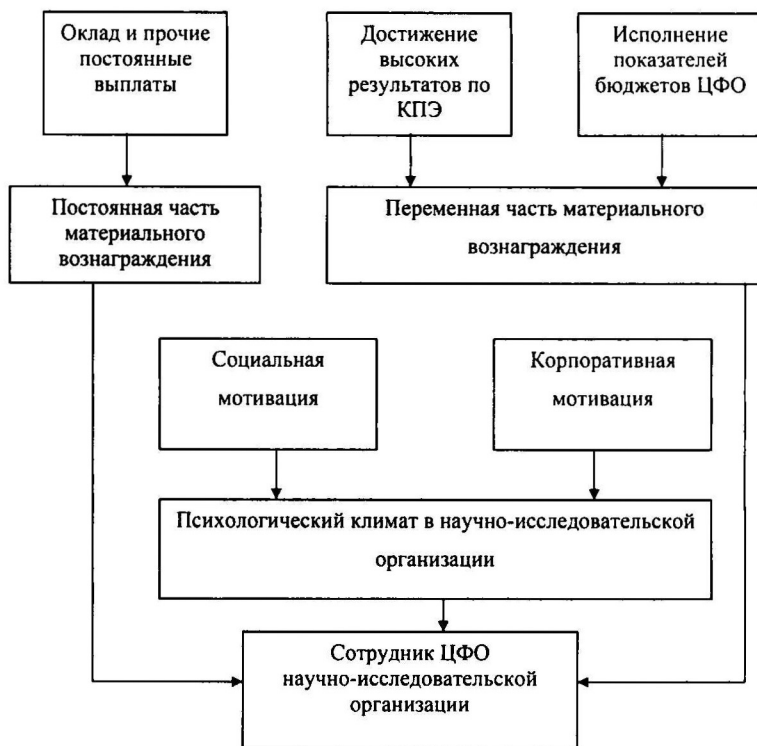 Оклад и прочие
постоянные
выплаты
Достижение
высоких
результатов по
КПЭ
Исполнение
показателей
бюджетов ЦФО
Постоянная часть
материального
вознаграждения
Переменная часть материального
вознаграждения
Социальная
мотивация
Корпоративная
мотивация
Психологический климат в научно-исследовательской
организации
Сотрудник ЦФО
научно-исследовательской
организации